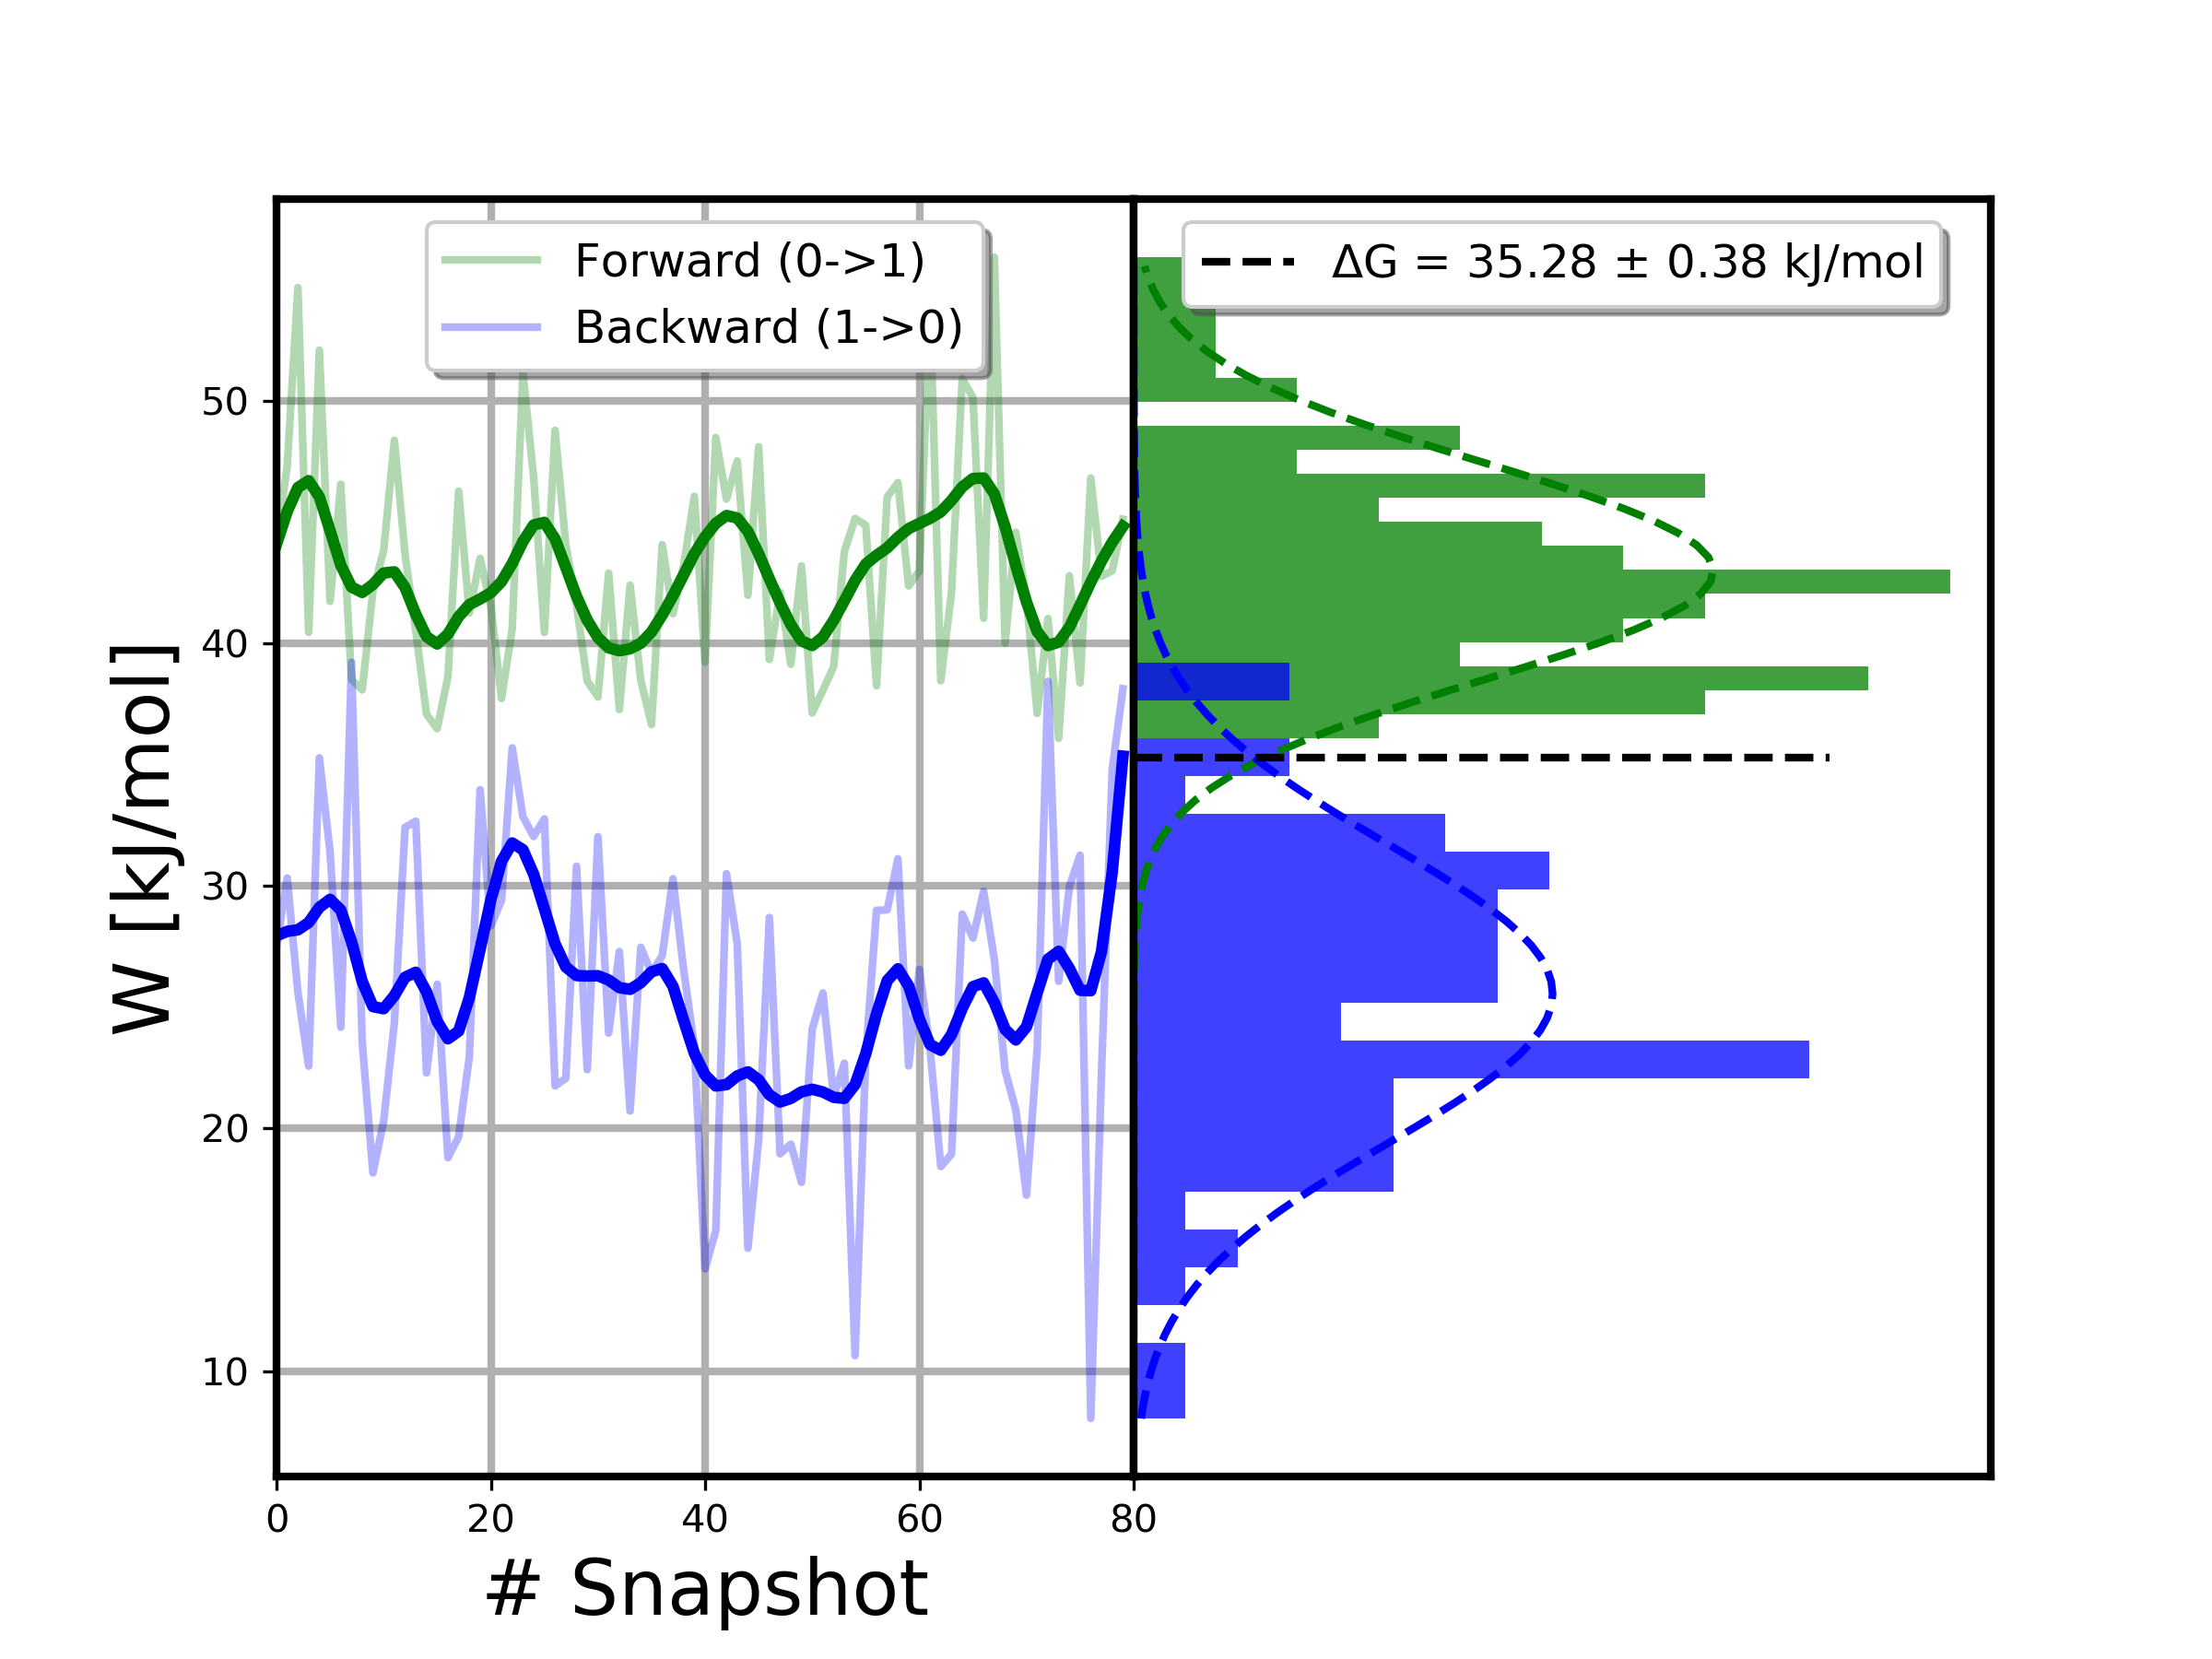 Forward (0->1)
Backward (1->0)
ΔG = 35.28 ± 0.38 kJ/mol
W [kJ/mol]
50
40
30
20
10
0 20 40 60 80
# Snapshot